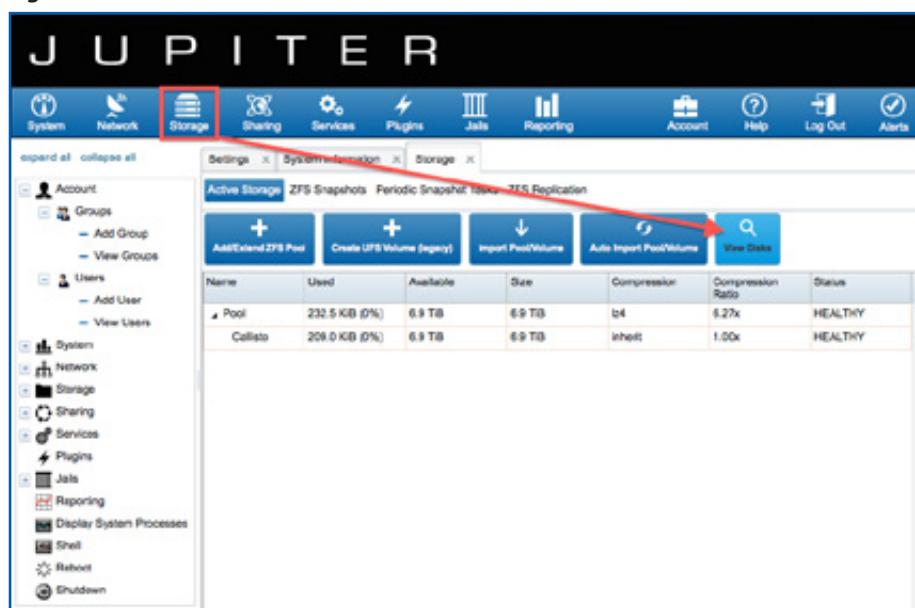 JUPITER
System Network Storage Sharing Services Plugins Jails Reporting Account Help Log Out Alerts
expand all collapse all
Settings x System Information x Storage x
Active Storage ZFS Snapshots Periodic Snapshot Tasks ZFS Replication
Add/Extend ZFS Pool Create UFS Volume (legacy) Import Pool/Volume Auto Import Pool/Volume View Disks
Name Used Available Size Compression Compression Ratio Status
Pool 232.5 KiB (0%) 6.9 TiB 6.9 TiB lz4 6.27x HEALTHY
Callisto 209.0 KiB (0%) 6.9 TiB 6.9 TiB inherit 1.00x HEALTHY
Account
Groups
Add Group
View Groups
Users
Add User
View Users
System
Network
Storage
Sharing
Services
Plugins
Jails
Reporting
Display System Processes
Shell
Reboot
Shutdown